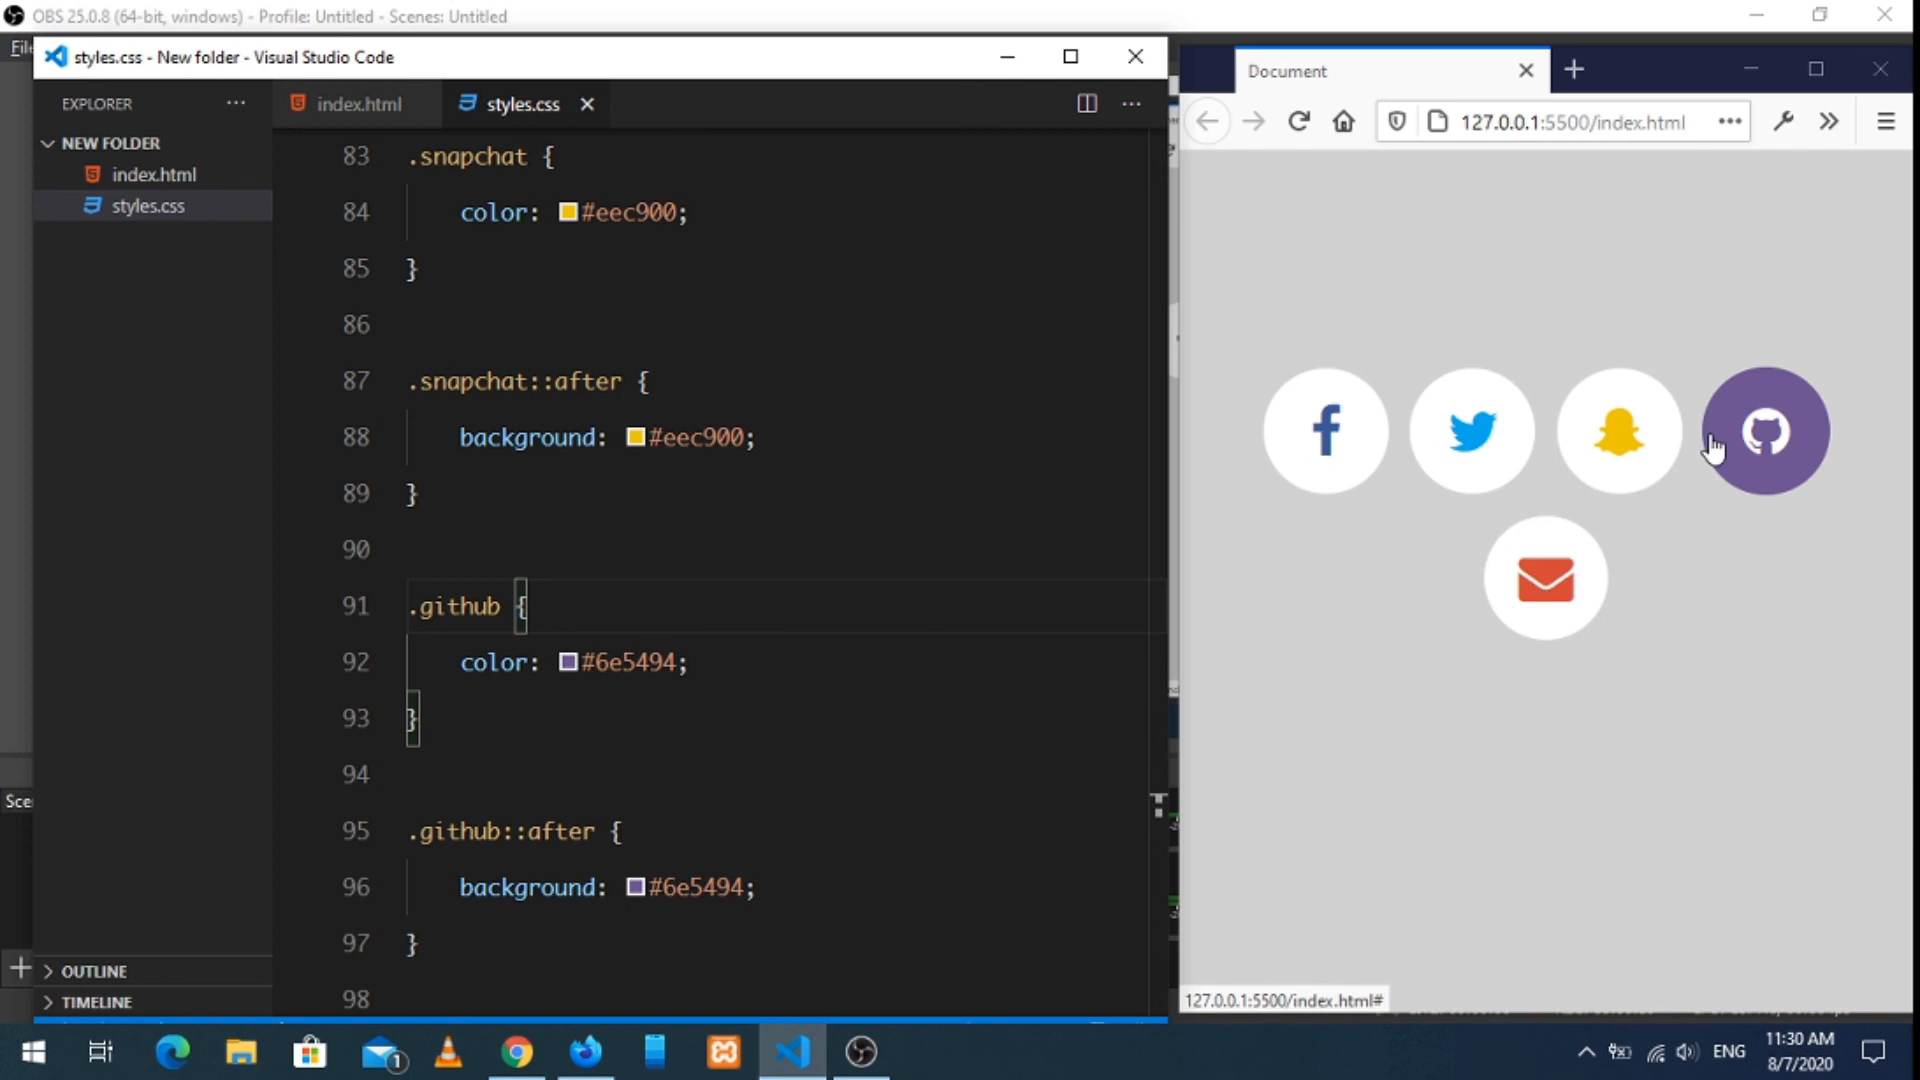 OBS 25.0.8 (64-bit, windows) - Profile: Untitled - Scenes: Untitled
File
styles.css - New folder - Visual Studio Code
EXPLORER
NEW FOLDER
index.html
styles.css
OUTLINE
TIMELINE
index.html
styles.css
83 .snapchat {
84 color: #eec900;
85 }
86
87 .snapchat::after {
88 background: #eec900;
89 }
90
91 .github {
92 color: #6e5494;
93 }
94
95 .github::after {
96 background: #6e5494;
97 }
98
Document
127.0.0.1:5500/index.html
127.0.0.1:5500/index.html#
1
ENG
11:30 AM
8/7/2020